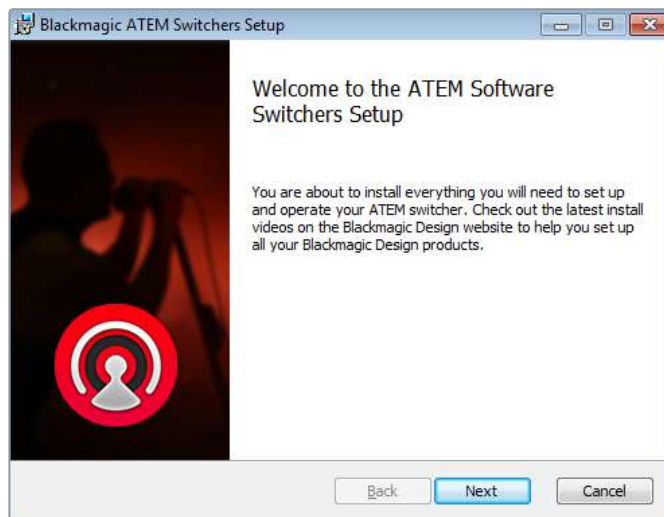 Blackmagic ATEM Switchers Setup
Welcome to the ATEM Software
Switchers Setup
You are about to install everything you will need to set up
and operate your ATEM switcher. Check out the latest install
videos on the Blackmagic Design website to help you set up
all your Blackmagic Design products.
Back Next Cancel